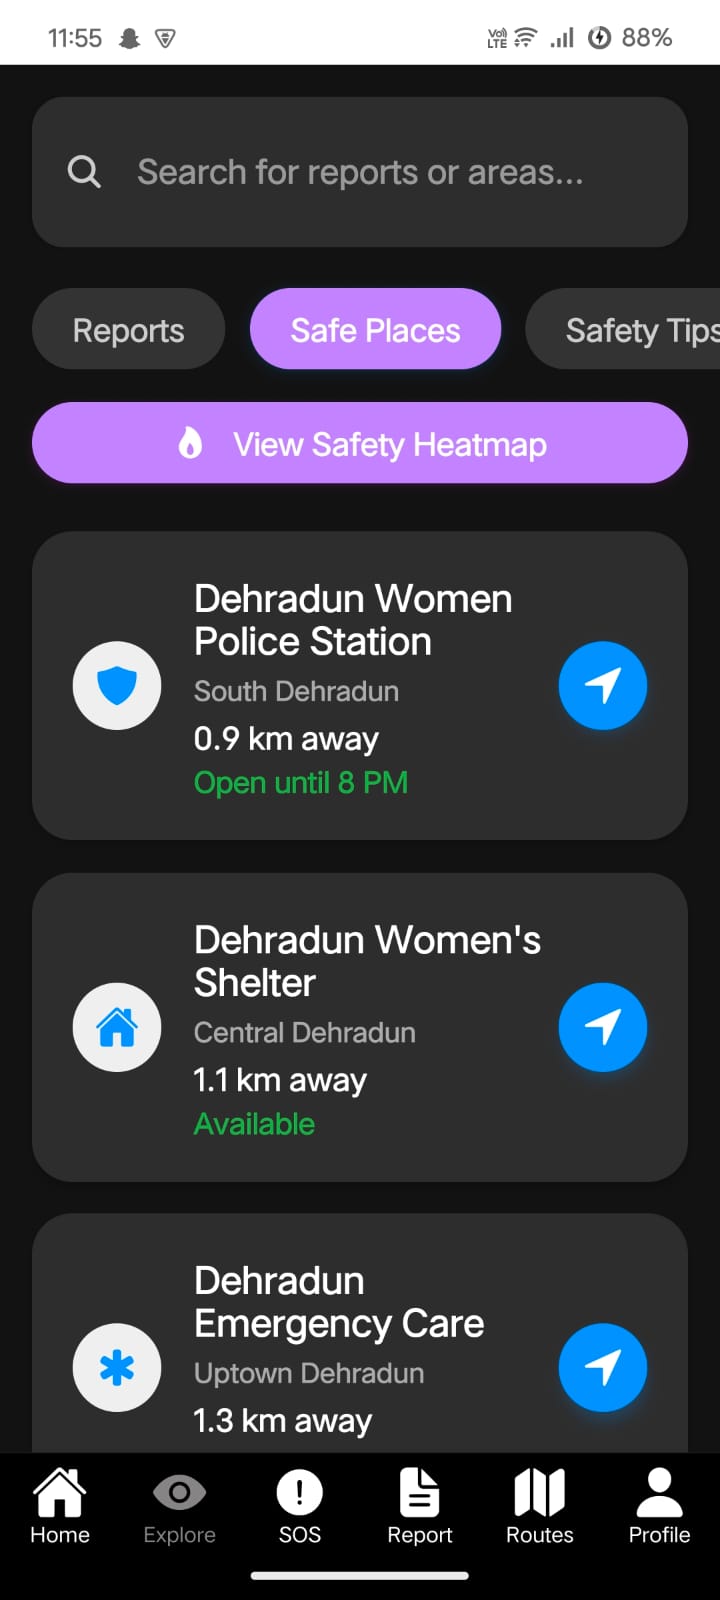 11:55 Vo)) LTE 88%
Search for reports or areas...
Reports Safe Places Safety Tips
View Safety Heatmap
Dehradun Women
Police Station
South Dehradun
0.9 km away
Open until 8 PM
Dehradun Women's
Shelter
Central Dehradun
1.1 km away
Available
Dehradun
Emergency Care
Uptown Dehradun
1.3 km away
Home Explore SOS Report Routes Profile